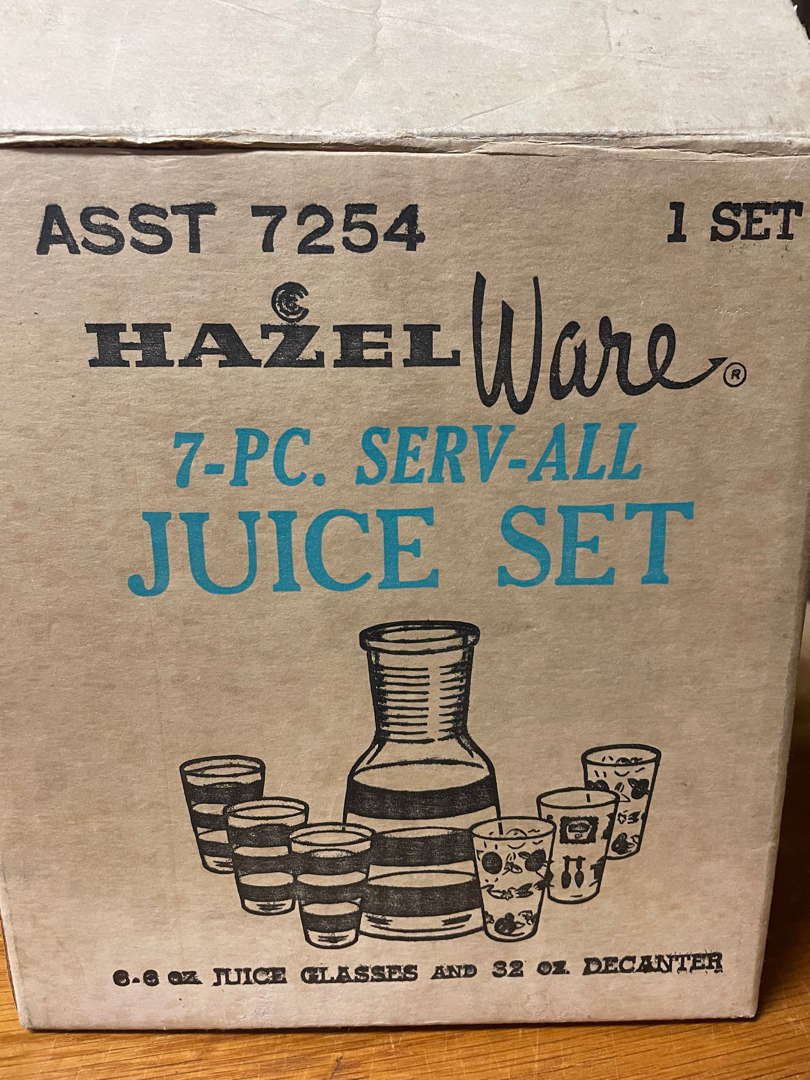 ASST 7254 1 SET
HAZEL Ware ®
7-PC. SERV-ALL
JUICE SET
6-6 oz JUICE GLASSES AND 32 oz. DECANTER